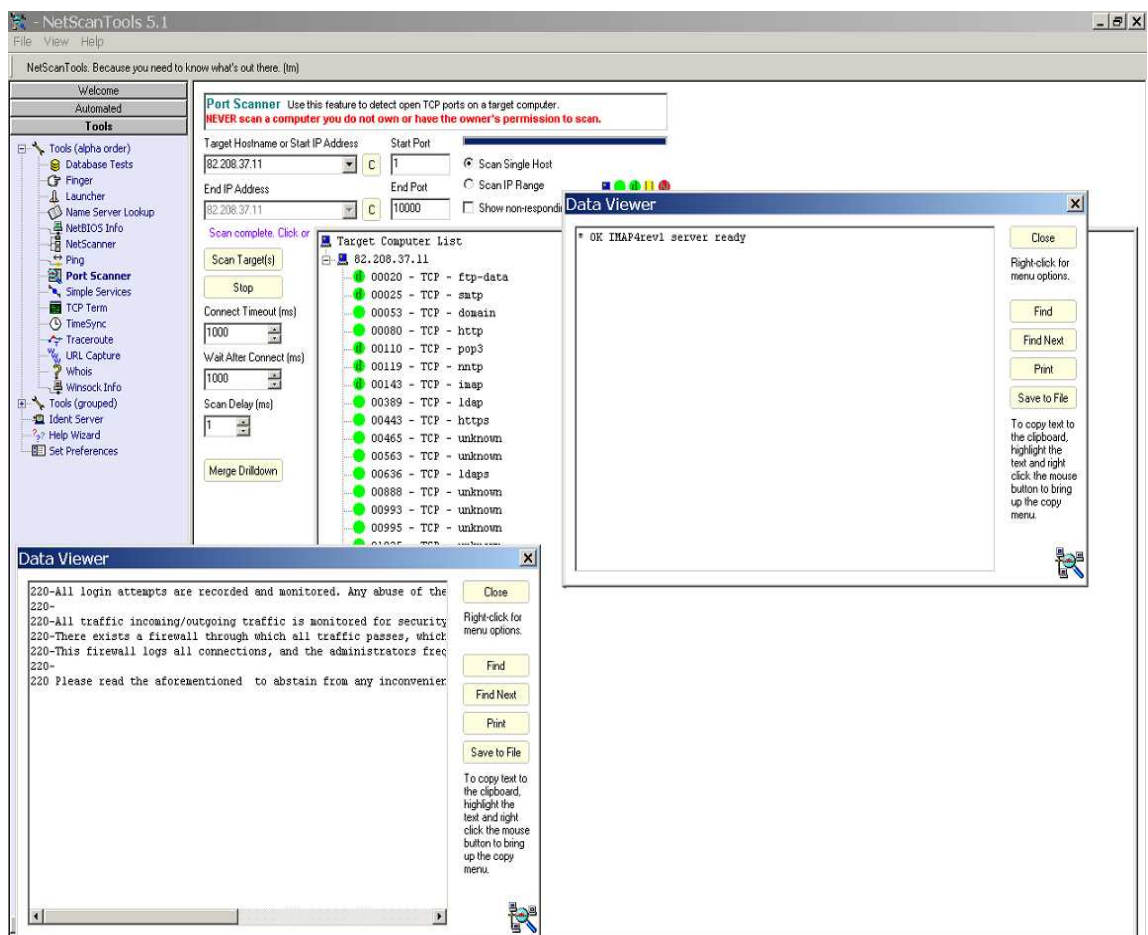 - NetScanTools 5.1
File View Help
NetScanTools. Because you need to know what's out there. (tm)
Welcome
Automated
Tools
Tools (alpha order)
Database Tests
Finger
Launcher
Name Server Lookup
NetBIOS Info
NetScanner
Ping
Port Scanner
Simple Services
TCP Term
TimeSync
Traceroute
URL Capture
Whois
Winsock Info
Tools (grouped)
Ident Server
Help Wizard
Set Preferences
Port Scanner Use this feature to detect open TCP ports on a target computer.
NEVER scan a computer you do not own or have the owner's permission to scan.
Target Hostname or Start IP Address
Start Port
82.208.37.11
C
1
Scan Single Host
End IP Address
End Port
Scan IP Range
82.208.37.11
C
10000
Show non-respondi
Scan complete. Click or
Scan Target(s)
Stop
Connect Timeout (ms)
1000
Wait After Connect (ms)
1000
Scan Delay (ms)
1
Merge Drilldown
Target Computer List
82.208.37.11
00020 - TCP - ftp-data
00025 - TCP - smtp
00053 - TCP - domain
00080 - TCP - http
00110 - TCP - pop3
00119 - TCP - nntp
00143 - TCP - imap
00389 - TCP - ldap
00443 - TCP - https
00465 - TCP - unknown
00563 - TCP - unknown
00636 - TCP - ldaps
00888 - TCP - unknown
00993 - TCP - unknown
00995 - TCP - unknown
Data Viewer
* OK IMAP4rev1 server ready
Close
Right-click for
menu options.
Find
Find Next
Print
Save to File
To copy text to
the clipboard,
highlight the
text and right
click the mouse
button to bring
up the copy
menu.
Data Viewer
220-All login attempts are recorded and monitored. Any abuse of the
220-
220-All traffic incoming/outgoing traffic is monitored for security
220-There exists a firewall through which all traffic passes, which
220-This firewall logs all connections, and the administrators freq
220-
220 Please read the aforementioned to abstain from any inconvenien
Close
Right-click for
menu options.
Find
Find Next
Print
Save to File
To copy text to
the clipboard,
highlight the
text and right
click the mouse
button to bring
up the copy
menu.